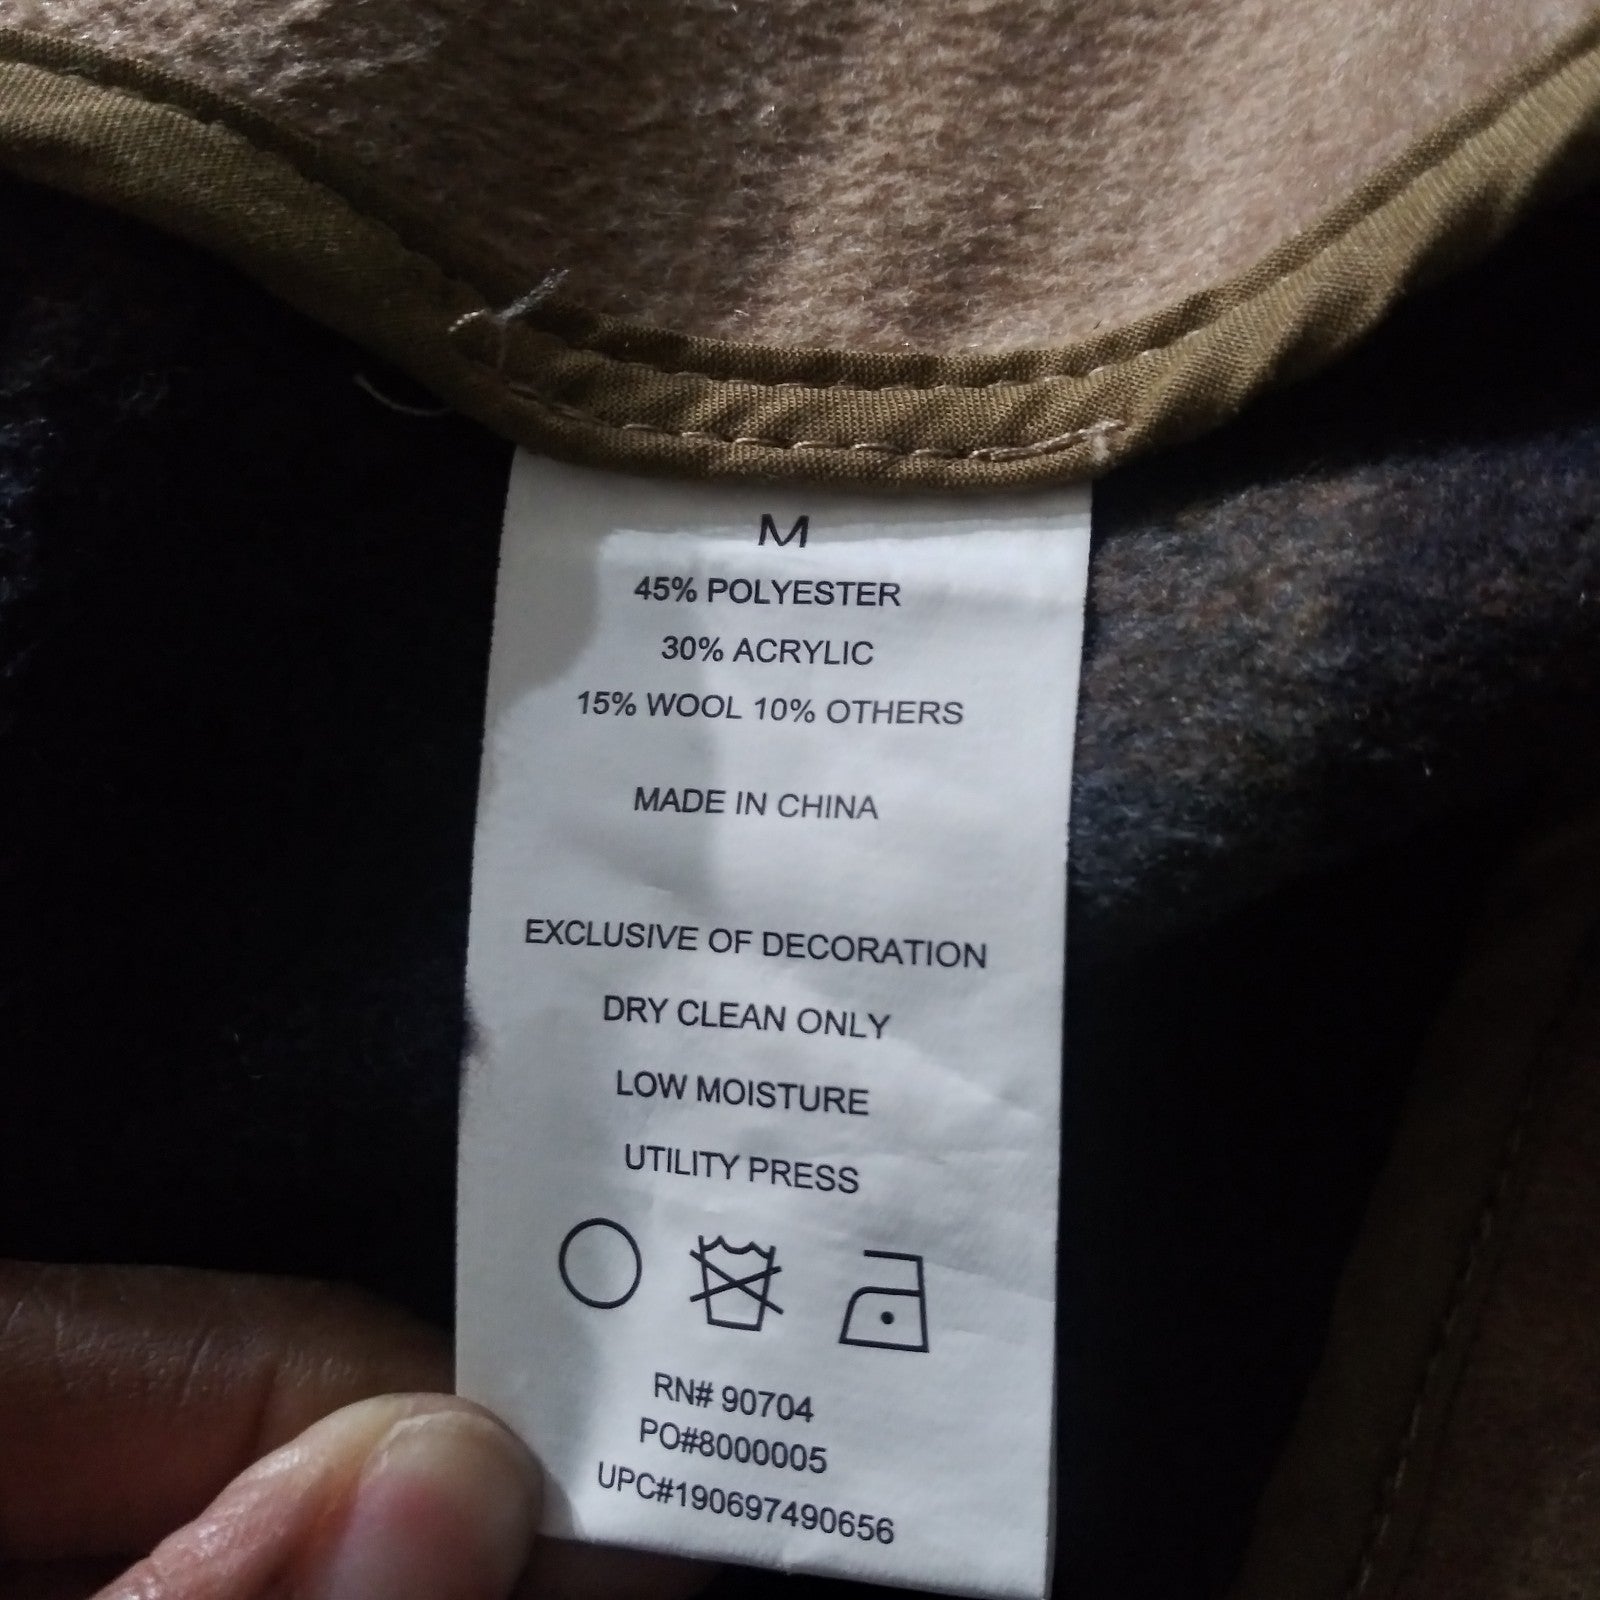 M
45% POLYESTER
30% ACRYLIC
15% WOOL 10% OTHERS
MADE IN CHINA
EXCLUSIVE OF DECORATION
DRY CLEAN ONLY
LOW MOISTURE
UTILITY PRESS
RN# 90704
PO#8000005
UPC#190697490656